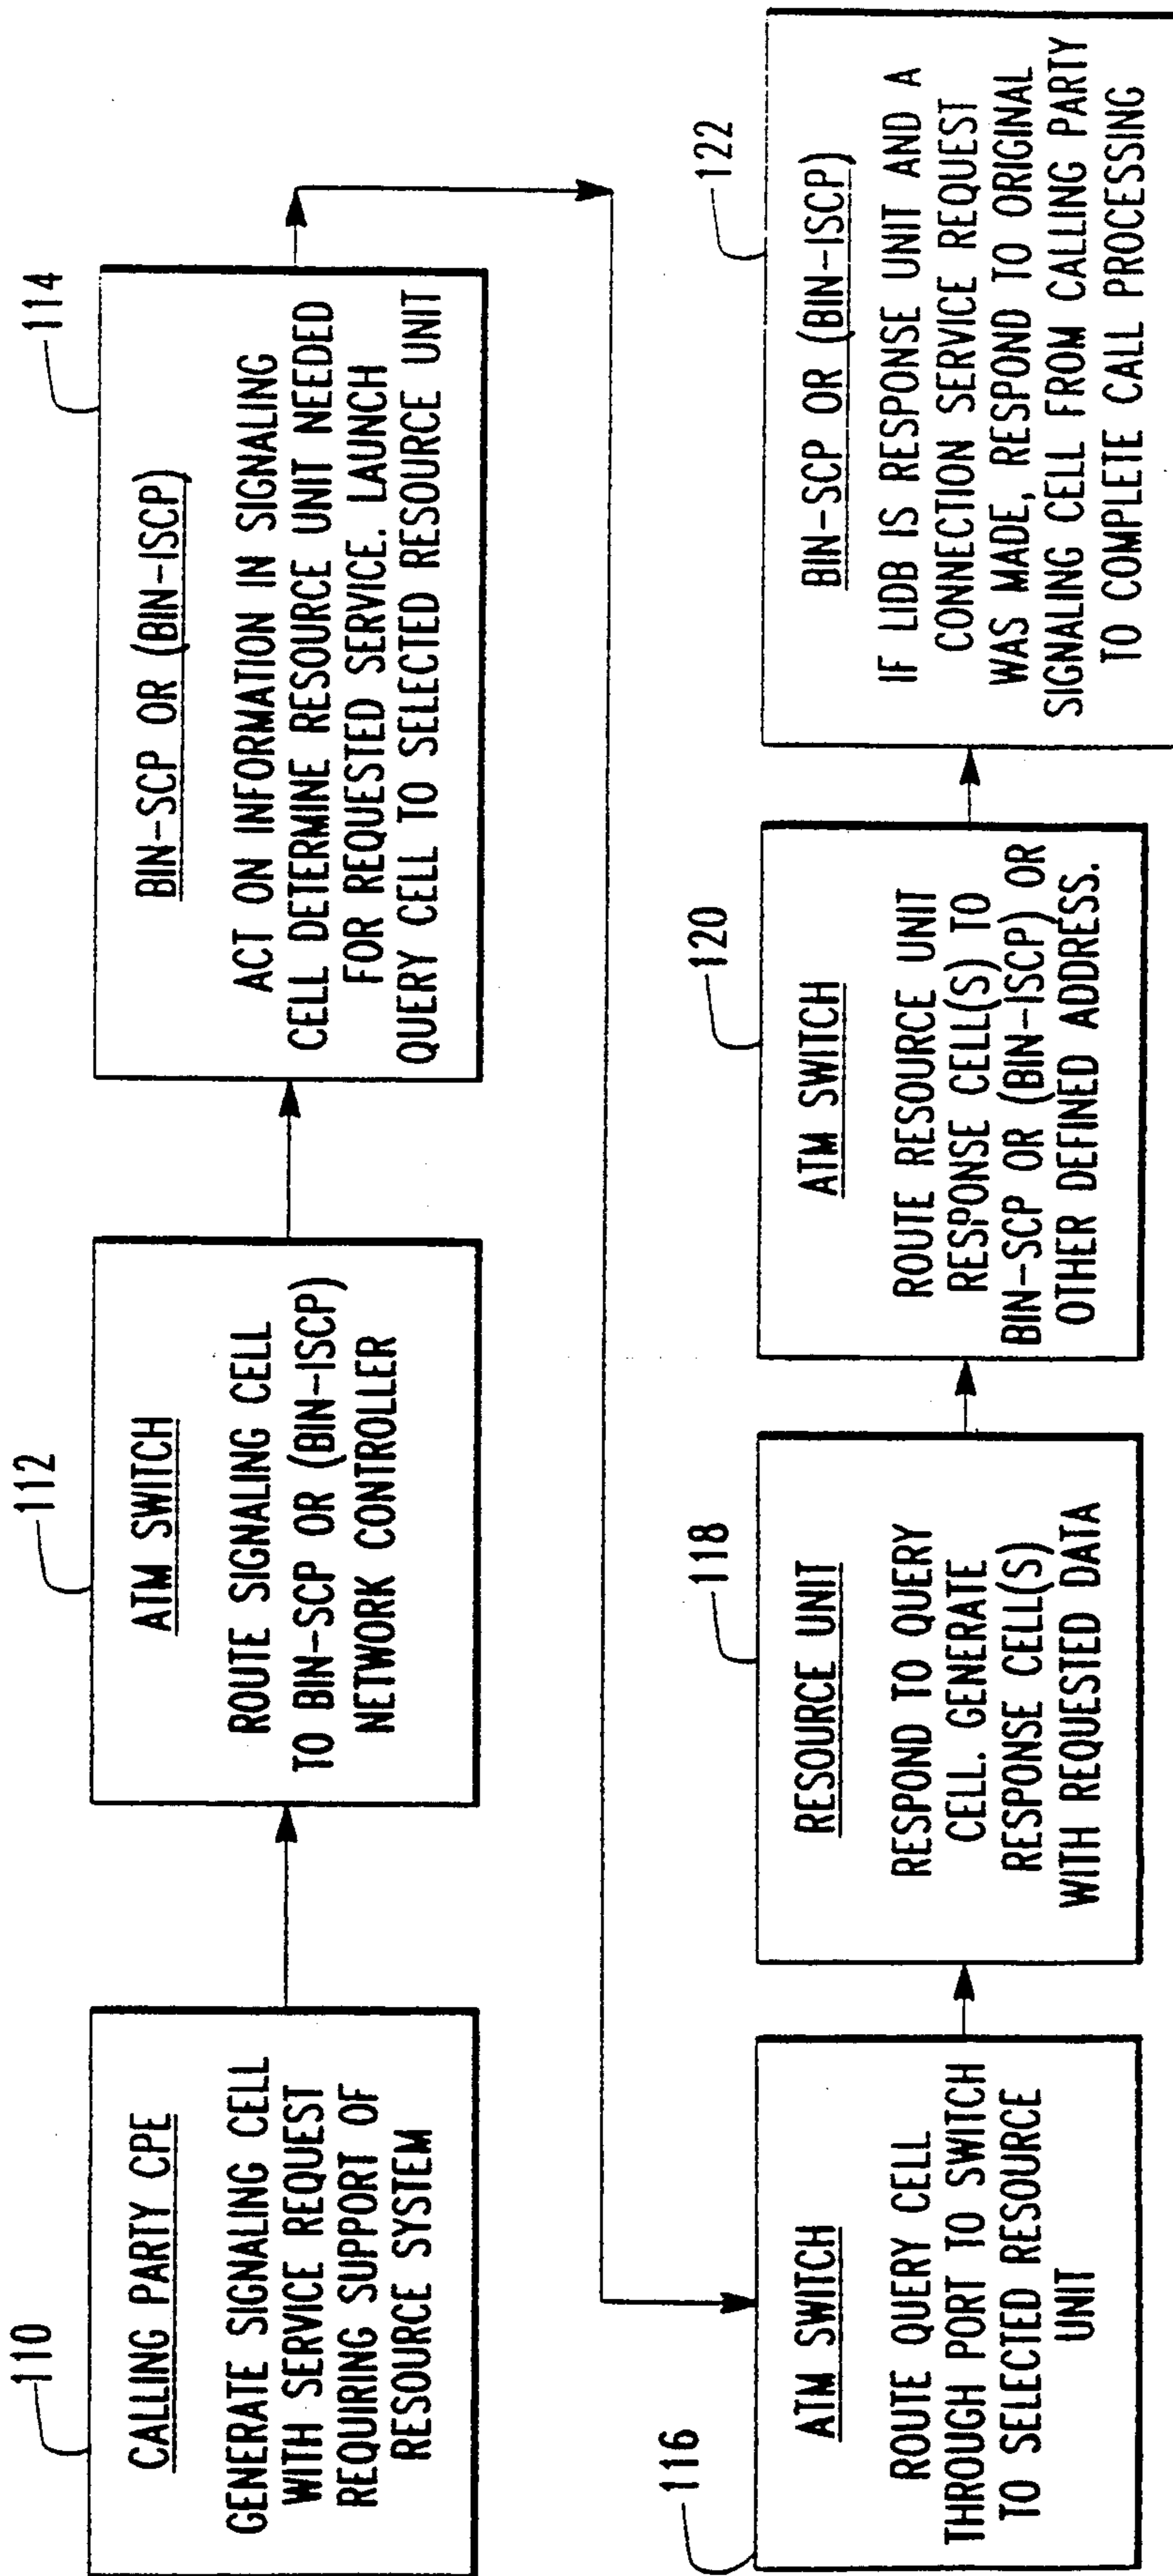 110
CALLING PARTY CPE
GENERATE SIGNALING CELL
WITH SERVICE REQUEST
REQUIRING SUPPORT OF
RESOURCE SYSTEM
112
ATM SWITCH
ROUTE SIGNALING CELL
TO BIN-SCP OR (BIN-ISCP)
NETWORK CONTROLLER
114
BIN-SCP OR (BIN-ISCP)
ACT ON INFORMATION IN SIGNALING
CELL DETERMINE RESOURCE UNIT NEEDED
FOR REQUESTED SERVICE. LAUNCH
QUERY CELL TO SELECTED RESOURCE UNIT
116
ATM SWITCH
ROUTE QUERY CELL
THROUGH PORT TO SWITCH
TO SELECTED RESOURCE
UNIT
118
RESOURCE UNIT
RESPOND TO QUERY
CELL. GENERATE
RESPONSE CELL(S)
WITH REQUESTED DATA
120
ATM SWITCH
ROUTE RESOURCE UNIT
RESPONSE CELL(S) TO
BIN-SCP OR (BIN-ISCP) OR
OTHER DEFINED ADDRESS.
122
BIN-SCP OR (BIN-ISCP)
IF LIDB IS RESPONSE UNIT AND A
CONNECTION SERVICE REQUEST
WAS MADE, RESPOND TO ORIGINAL
SIGNALING CELL FROM CALLING PARTY
TO COMPLETE CALL PROCESSING